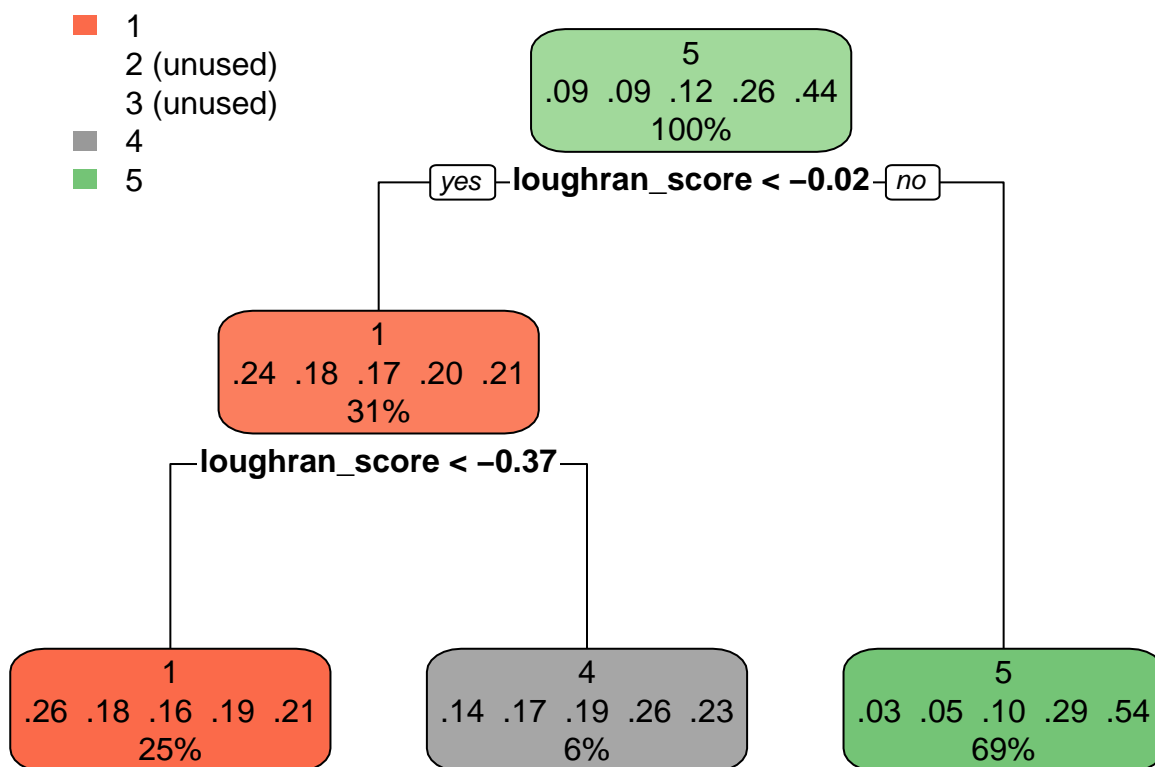 1
2 (unused)
3 (unused)
4
5
5
.09 .09 .12 .26 .44
100%
yes loughran_score < −0.02 no
1
.24 .18 .17 .20 .21
31%
loughran_score < −0.37
1
.26 .18 .16 .19 .21
25%
4
.14 .17 .19 .26 .23
6%
5
.03 .05 .10 .29 .54
69%